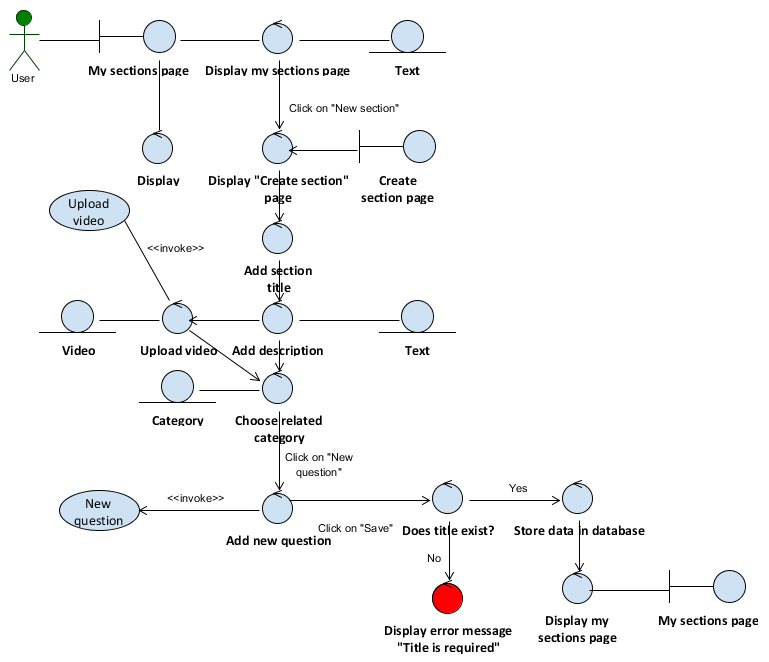 User
My sections page
Display my sections page
Text
Click on "New section"
Display
Display "Create section"
page
Create
section page
Upload
video
<<invoke>>
Add section
title
Video
Upload video
Add description
Text
Category
Choose related
category
Click on "New
question"
New
question
<<invoke>>
Add new question
Click on "Save"
Does title exist?
Yes
Store data in database
No
Display error message
"Title is required"
Display my
sections page
My sections page